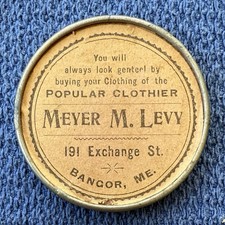 You will
always look genteel by
buying your Clothing of the
POPULAR CLOTHIER
MEYER M. LEVY
191 Exchange St.
BANGOR, ME.